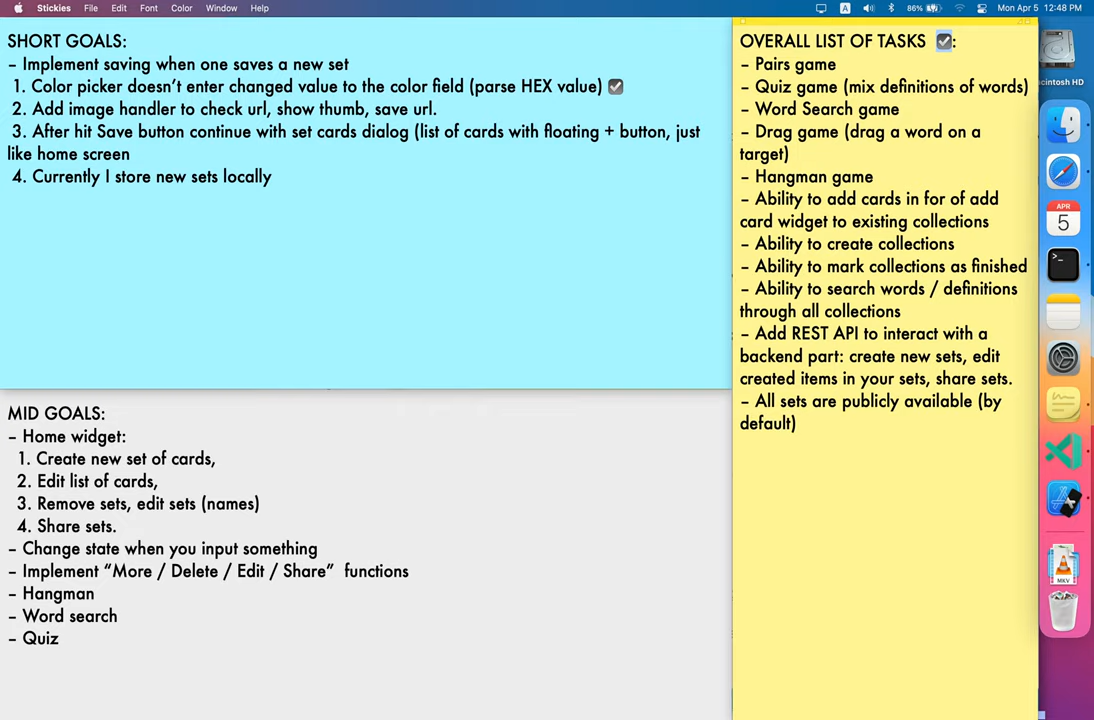 Stickies File Edit Font Color Window Help
A 86% Mon Apr 5 12:48 PM
SHORT GOALS:
– Implement saving when one saves a new set
1. Color picker doesn't enter changed value to the color field (parse HEX value) ☑
2. Add image handler to check url, show thumb, save url.
3. After hit Save button continue with set cards dialog (list of cards with floating + button, just
like home screen
4. Currently I store new sets locally
MID GOALS:
– Home widget:
1. Create new set of cards,
2. Edit list of cards,
3. Remove sets, edit sets (names)
4. Share sets.
– Change state when you input something
– Implement “More / Delete / Edit / Share” functions
– Hangman
– Word search
– Quiz
OVERALL LIST OF TASKS ☑:
– Pairs game
– Quiz game (mix definitions of words)
– Word Search game
– Drag game (drag a word on a
target)
– Hangman game
– Ability to add cards in for of add
card widget to existing collections
– Ability to create collections
– Ability to mark collections as finished
– Ability to search words / definitions
through all collections
– Add REST API to interact with a
backend part: create new sets, edit
created items in your sets, share sets.
– All sets are publicly available (by
default)
cintosh HD
APR
5
>_
MKV